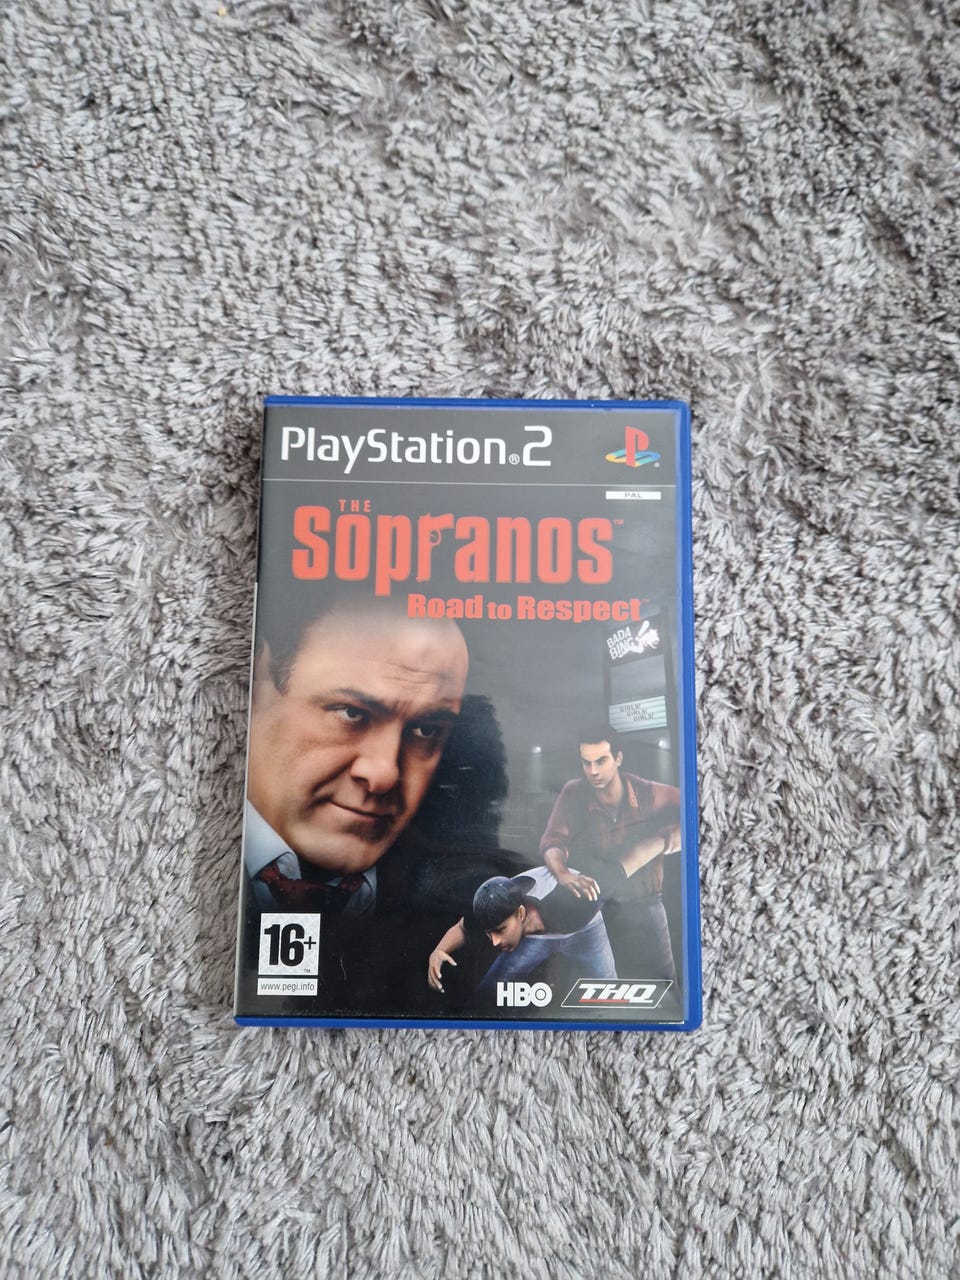 PlayStation®2
PAL
THE
Sopranos™
Road to Respect™
BADA
BING!
GIRLS!
GIRLS!
GIRLS!
16+
www.pegi.info
HBO
THQ